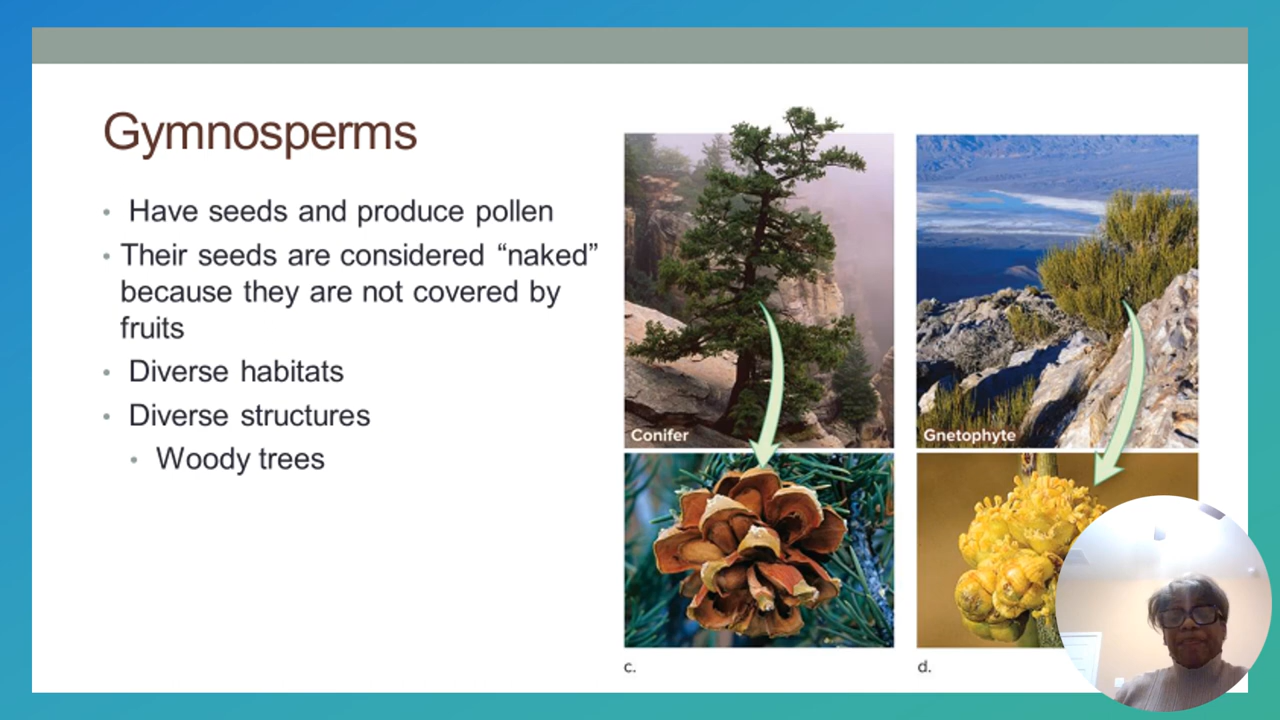 Gymnosperms
• Have seeds and produce pollen
• Their seeds are considered “naked”
because they are not covered by
fruits
• Diverse habitats
• Diverse structures
• Woody trees
Conifer
Gnetophyte
c.
d.